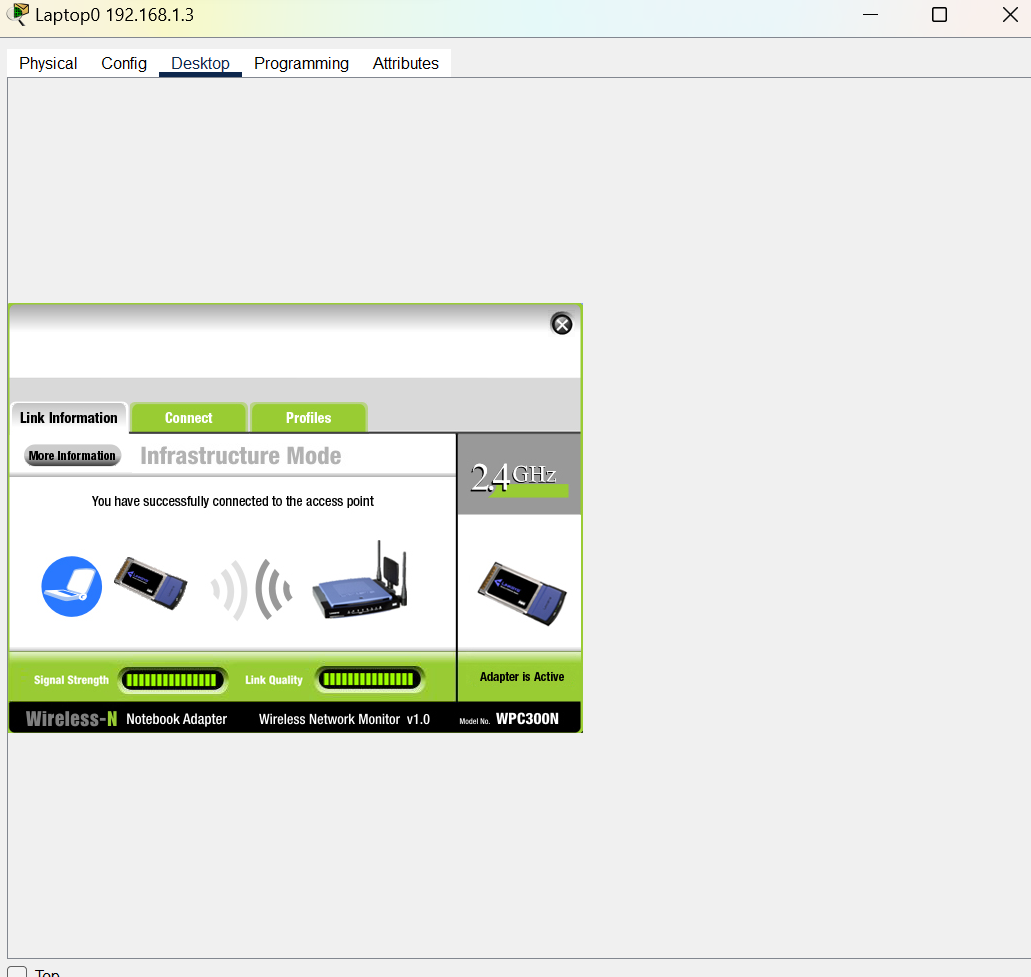 Laptop0 192.168.1.3
Physical Config Desktop Programming Attributes
Link Information Connect Profiles
More Information Infrastructure Mode
2.4GHz
You have successfully connected to the access point
Signal Strength Link Quality Adapter is Active
Wireless-N Notebook Adapter Wireless Network Monitor v1.0 Model No. WPC300N
Top